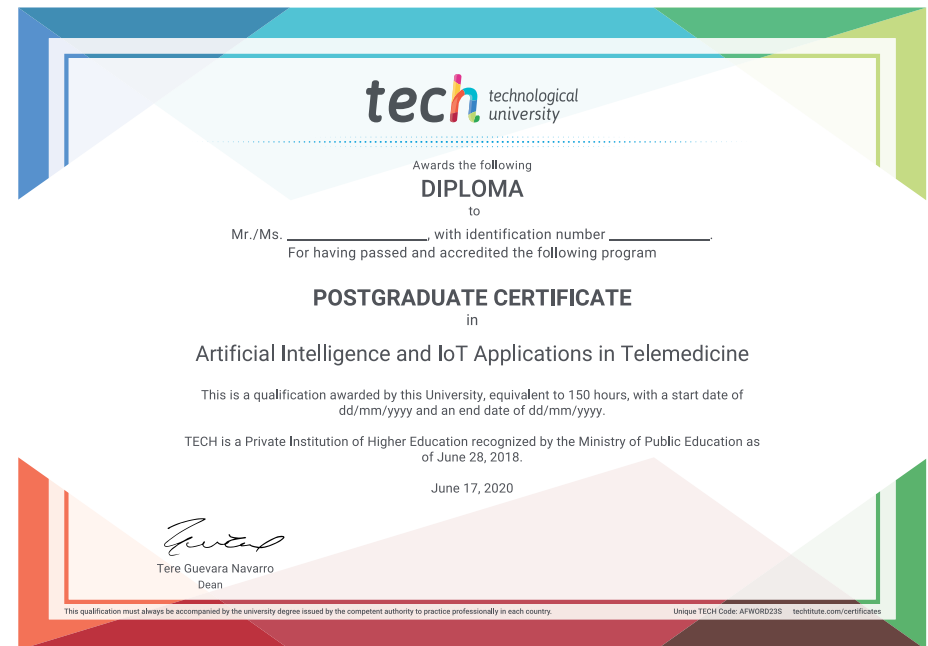 tech technological
university
Awards the following
DIPLOMA
to
Mr./Ms. ____________, with identification number ____________.
For having passed and accredited the following program
POSTGRADUATE CERTIFICATE
in
Artificial Intelligence and IoT Applications in Telemedicine
This is a qualification awarded by this University, equivalent to 150 hours, with a start date of
dd/mm/yyyy and an end date of dd/mm/yyyy.
TECH is a Private Institution of Higher Education recognized by the Ministry of Public Education as
of June 28, 2018.
June 17, 2020
Tere Guevara Navarro
Dean
This qualification must always be accompanied by the university degree issued by the competent authority to practice professionally in each country. Unique TECH Code: AFWORD23S techtitute.com/certificates